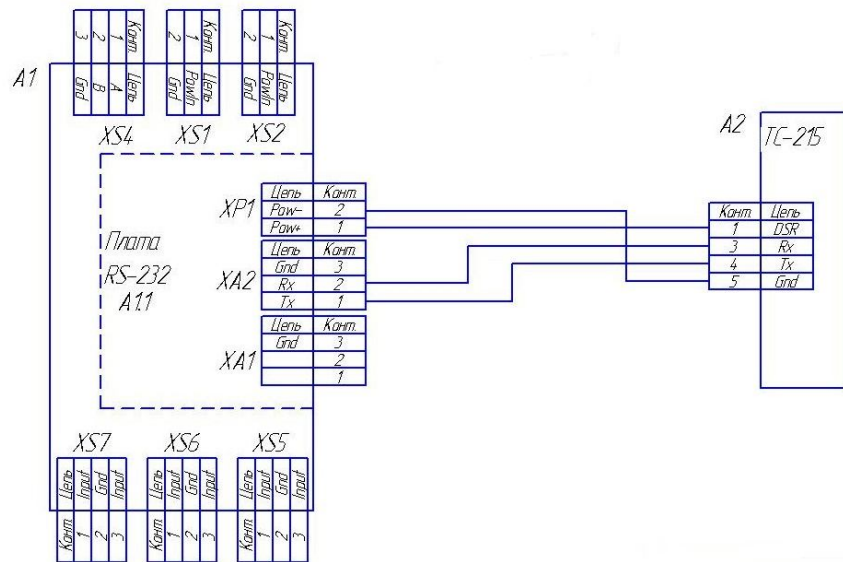 A1
Конт. Цепь
1 A
2 B
3 Gnd
XS4
Конт. Цепь
1 PowIn
2 Gnd
XS1
Конт. Цепь
1 PowIn
2 Gnd
XS2
Плата
RS-232
A1.1
XP1
Цепь Конт.
Pow- 2
Pow+ 1
XA2
Цепь Конт.
Gnd 3
Rx 2
Tx 1
XA1
Цепь Конт.
Gnd 3
2
1
XS7
Цепь Input Gnd Input
Конт. 1 2 3
XS6
Цепь Input Gnd Input
Конт. 1 2 3
XS5
Цепь Input Gnd Input
Конт. 1 2 3
A2
TC-215
Конт. Цепь
1 DSR
3 Rx
4 Tx
5 Gnd